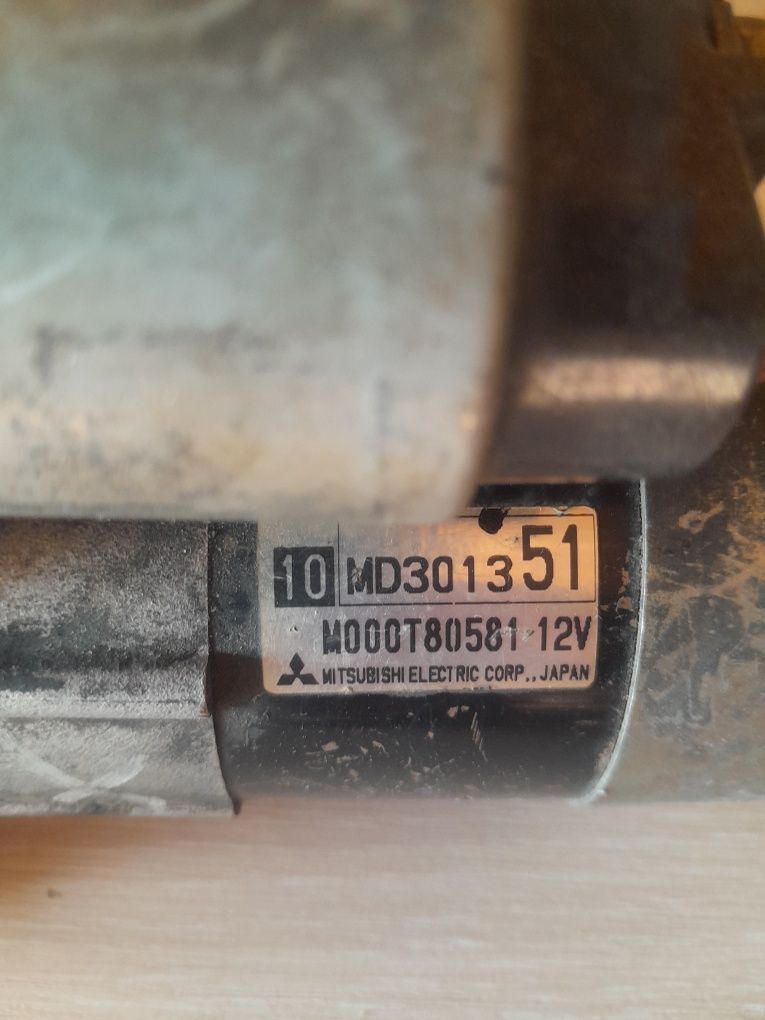 10 MD301351
M000T80581 12V
MITSUBISHI ELECTRIC CORP., JAPAN